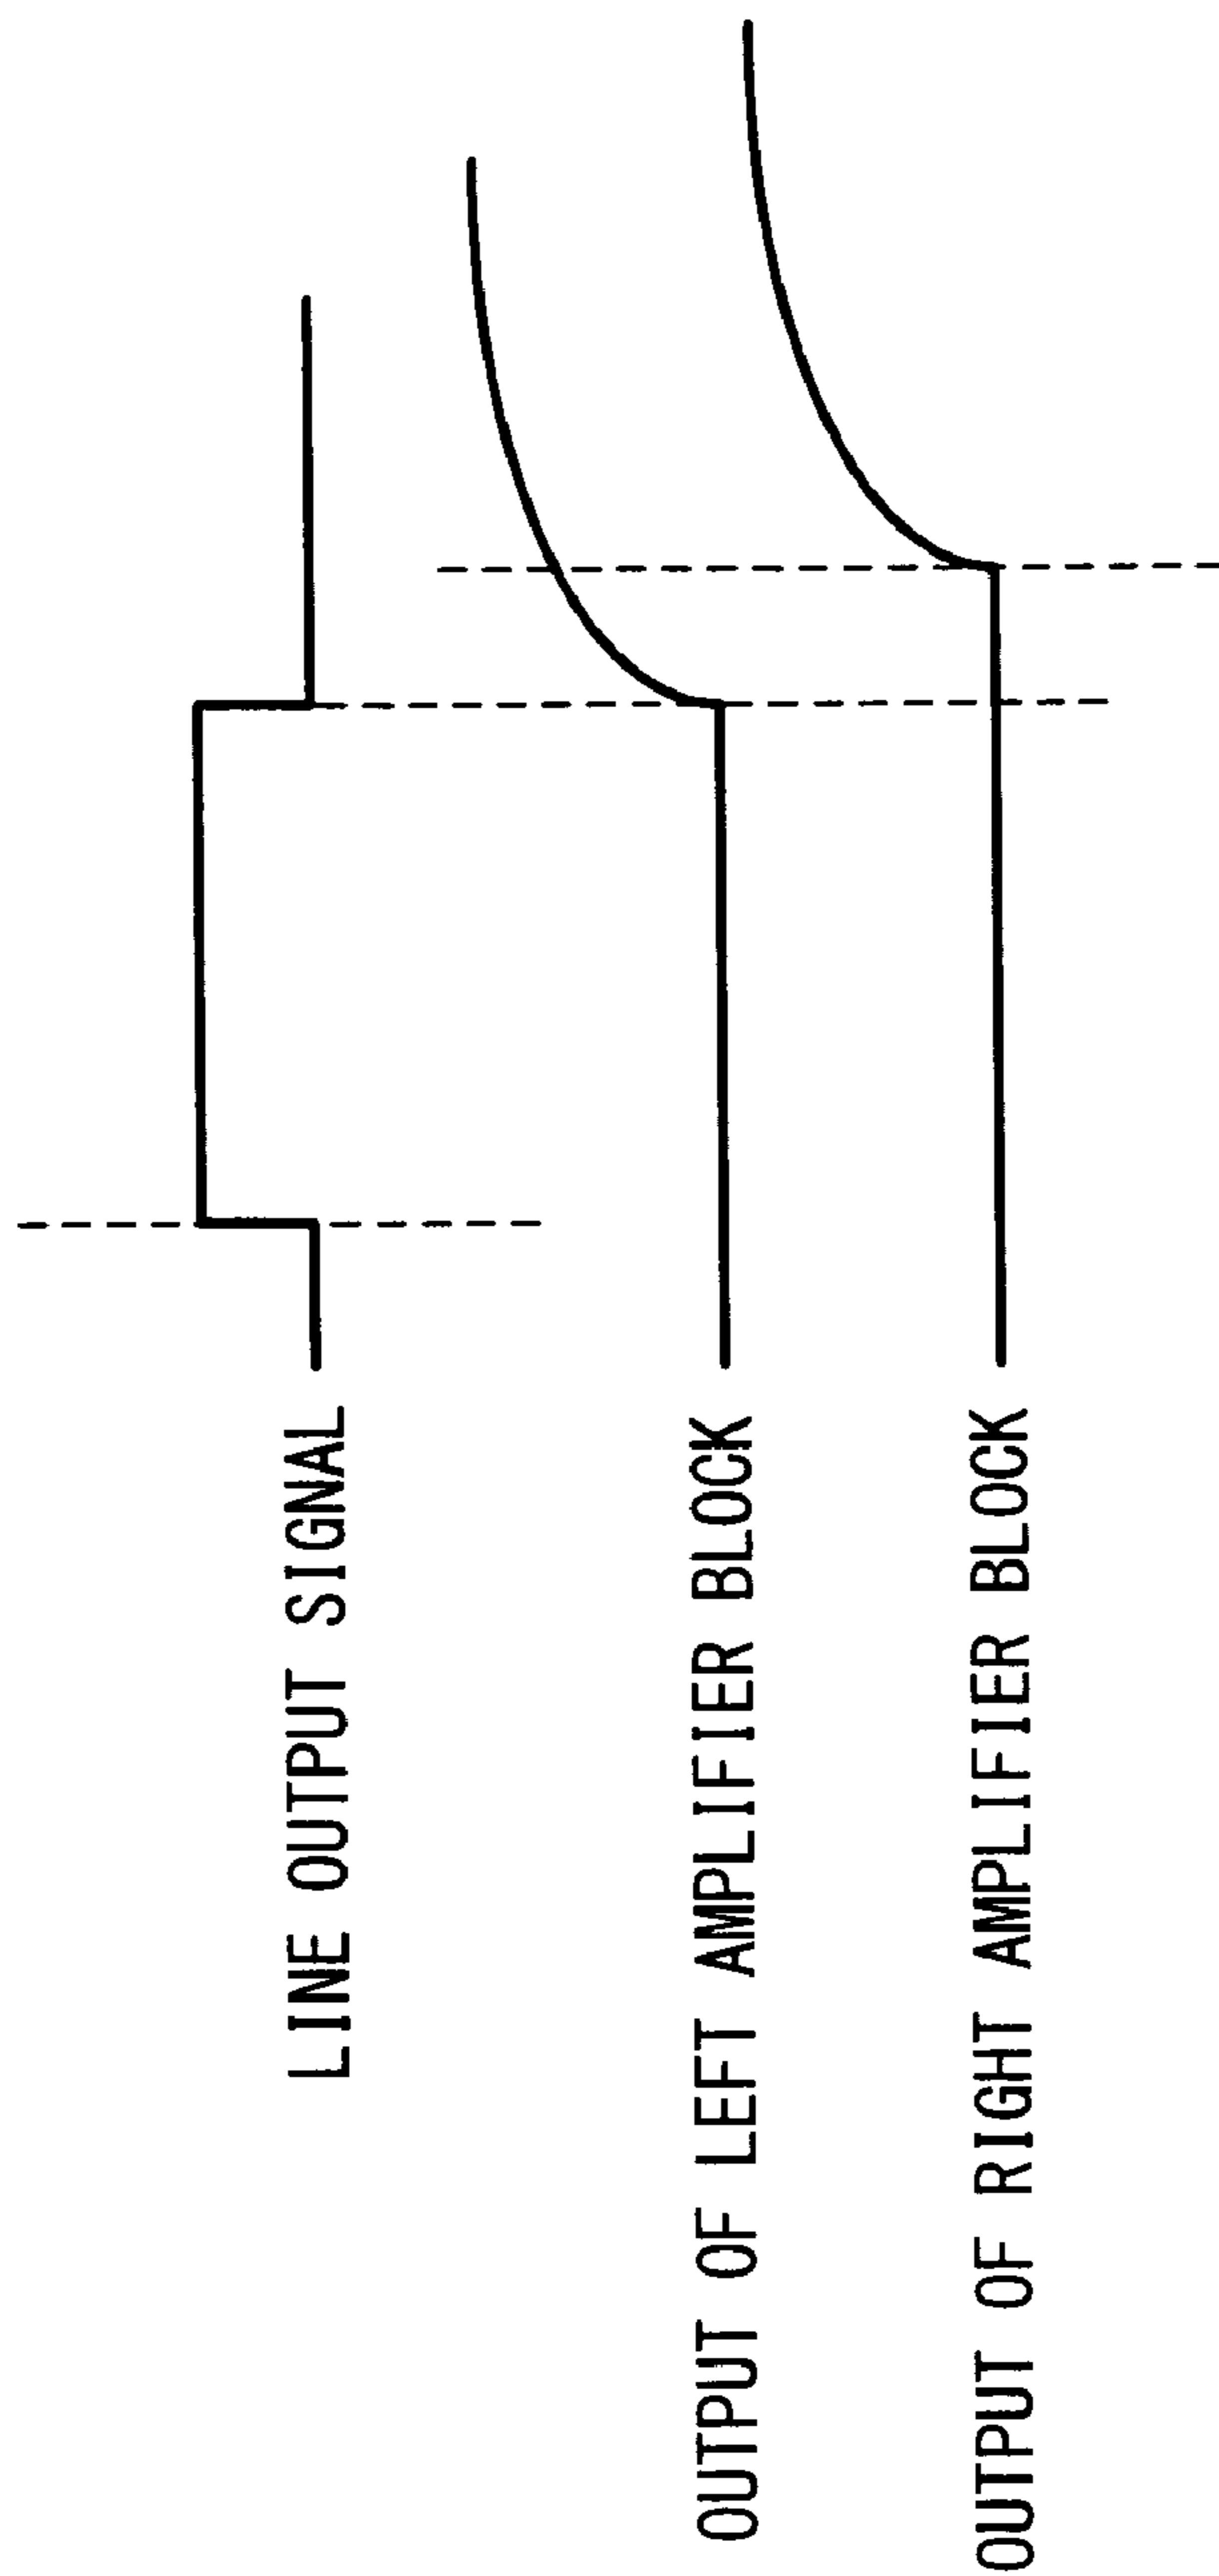 LINE OUTPUT SIGNAL
OUTPUT OF LEFT AMPLIFIER BLOCK
OUTPUT OF RIGHT AMPLIFIER BLOCK